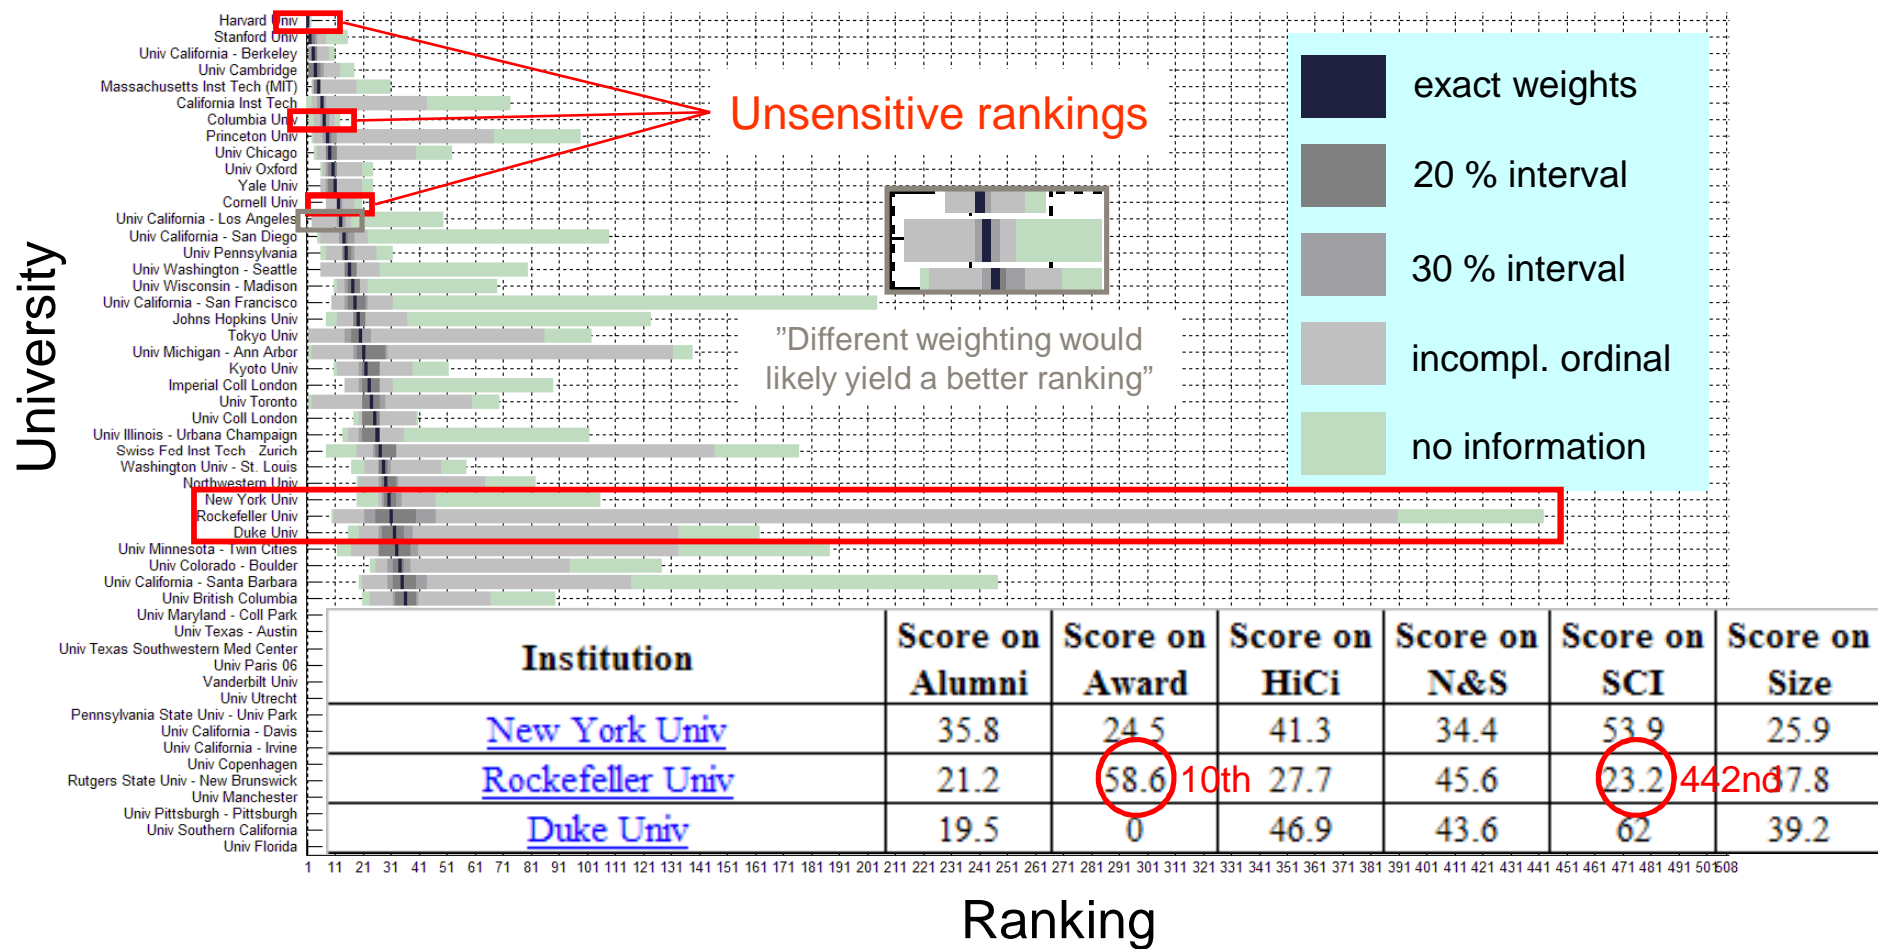 Harvard Univ
Stanford Univ
Univ California - Berkeley
Univ Cambridge
Massachusetts Inst Tech (MIT)
California Inst Tech
Columbia Univ
Princeton Univ
Univ Chicago
Univ Oxford
Yale Univ
Cornell Univ
Univ California - Los Angeles
Univ California - San Diego
Univ Pennsylvania
Univ Washington - Seattle
Univ Wisconsin - Madison
Univ California - San Francisco
Johns Hopkins Univ
Tokyo Univ
Univ Michigan - Ann Arbor
Kyoto Univ
Imperial Coll London
Univ Toronto
Univ Coll London
Univ Illinois - Urbana Champaign
Swiss Fed Inst Tech - Zurich
Washington Univ - St. Louis
Northwestern Univ
New York Univ
Rockefeller Univ
Duke Univ
Univ Minnesota - Twin Cities
Univ Colorado - Boulder
Univ California - Santa Barbara
Univ British Columbia
Univ Maryland - Coll Park
Univ Texas - Austin
Univ Texas Southwestern Med Center
Univ Paris 06
Vanderbilt Univ
Univ Utrecht
Pennsylvania State Univ - Univ Park
Univ California - Davis
Univ California - Irvine
Univ Copenhagen
Rutgers State Univ - New Brunswick
Univ Manchester
Univ Pittsburgh - Pittsburgh
Univ Southern California
Univ Florida
University
Unsensitive rankings
”Different weighting would
likely yield a better ranking”
exact weights
20 % interval
30 % interval
incompl. ordinal
no information
Institution Score on Alumni Score on Award Score on HiCi Score on N&S Score on SCI Score on Size
New York Univ 35.8 24.5 41.3 34.4 53.9 25.9
Rockefeller Univ 21.2 58.6 10th 27.7 45.6 23.2 442nd 37.8
Duke Univ 19.5 0 46.9 43.6 62 39.2
1 11 21 31 41 51 61 71 81 91 101 111 121 131 141 151 161 171 181 191 201 211 221 231 241 251 261 271 281 291 301 311 321 331 341 351 361 371 381 391 401 411 421 431 441 451 461 471 481 491 501 508
Ranking